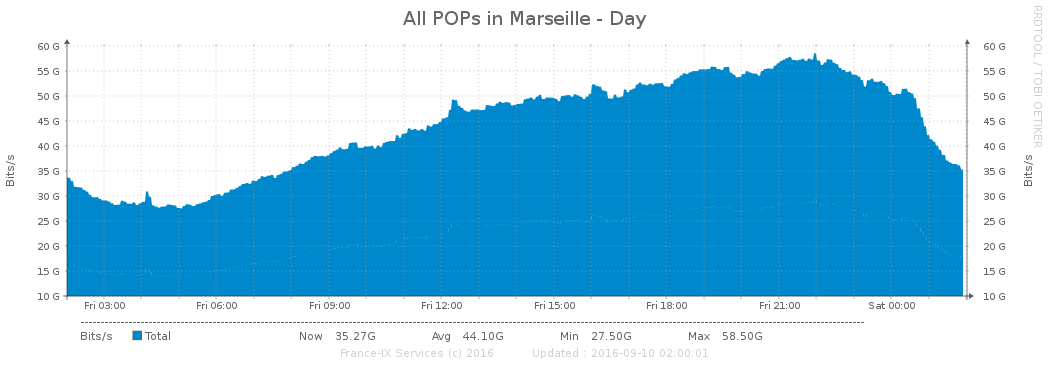 All POPs in Marseille - Day
RRDTOOL / TOBI OETIKER
60 G 60 G
55 G 55 G
50 G 50 G
45 G 45 G
40 G 40 G
35 G 35 G
30 G 30 G
25 G 25 G
20 G 20 G
15 G 15 G
10 G 10 G
Bits/s
Bits/s
Fri 03:00 Fri 06:00 Fri 09:00 Fri 12:00 Fri 15:00 Fri 18:00 Fri 21:00 Sat 00:00
Bits/s Total Now 35.27G Avg 44.10G Min 27.50G Max 58.50G
France-IX Services (c) 2016 Updated : 2016-09-10 02:00:01